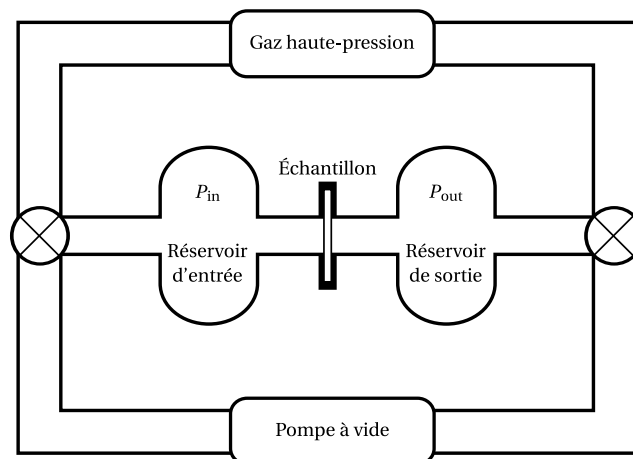 Gaz haute-pression
Échantillon
P_in
P_out
Réservoir
d'entrée
Réservoir
de sortie
Pompe à vide